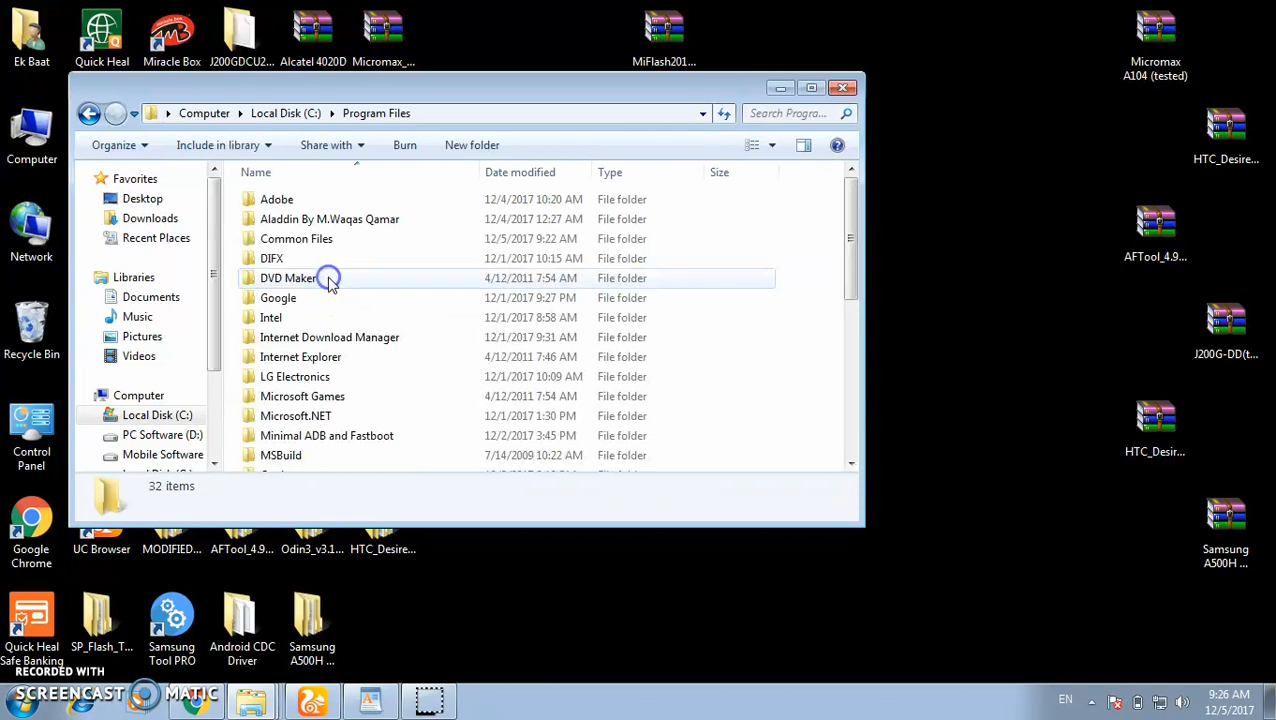 Ek Baat
Quick Heal
Miracle Box
J200GDCU2...
Alcatel 4020D
Micromax_...
MiFlash201...
Micromax A104 (tested)
Computer
Local Disk (C:)
Program Files
Search Progra...
Organize
Include in library
Share with
Burn
New folder
Computer
Network
Recycle Bin
Control Panel
Google Chrome
Quick Heal Safe Banking
HTC_Desire...
AFTool_4.9...
J200G-DD(t...
HTC_Desir...
Samsung A500H ...
Favorites
Desktop
Downloads
Recent Places
Libraries
Documents
Music
Pictures
Videos
Computer
Local Disk (C:)
PC Software (D:)
Mobile Software
Name Date modified Type Size
Adobe 12/4/2017 10:20 AM File folder
Aladdin By M.Waqas Qamar 12/4/2017 12:27 AM File folder
Common Files 12/5/2017 9:22 AM File folder
DIFX 12/1/2017 10:15 AM File folder
DVD Maker 4/12/2011 7:54 AM File folder
Google 12/1/2017 9:27 PM File folder
Intel 12/1/2017 8:58 AM File folder
Internet Download Manager 12/1/2017 9:31 AM File folder
Internet Explorer 4/12/2011 7:46 AM File folder
LG Electronics 12/1/2017 10:09 AM File folder
Microsoft Games 4/12/2011 7:54 AM File folder
Microsoft.NET 12/1/2017 1:30 PM File folder
Minimal ADB and Fastboot 12/2/2017 3:45 PM File folder
MSBuild 7/14/2009 10:22 AM File folder
32 items
UC Browser
MODIFIED...
AFTool_4.9...
Odin3_v3.1...
HTC_Desire...
SP_Flash_T...
Samsung Tool PRO
Android CDC Driver
Samsung A500H ...
RECORDED WITH
SCREENCAST MATIC
EN
9:26 AM
12/5/2017